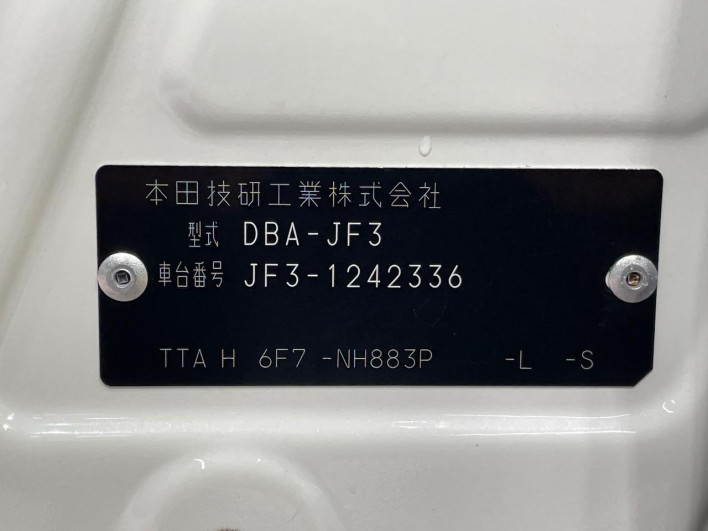 本田技研工業株式会社
型式 DBA-JF3
車台番号 JF3-1242336
TTA H 6F7 -NH883P -L -S